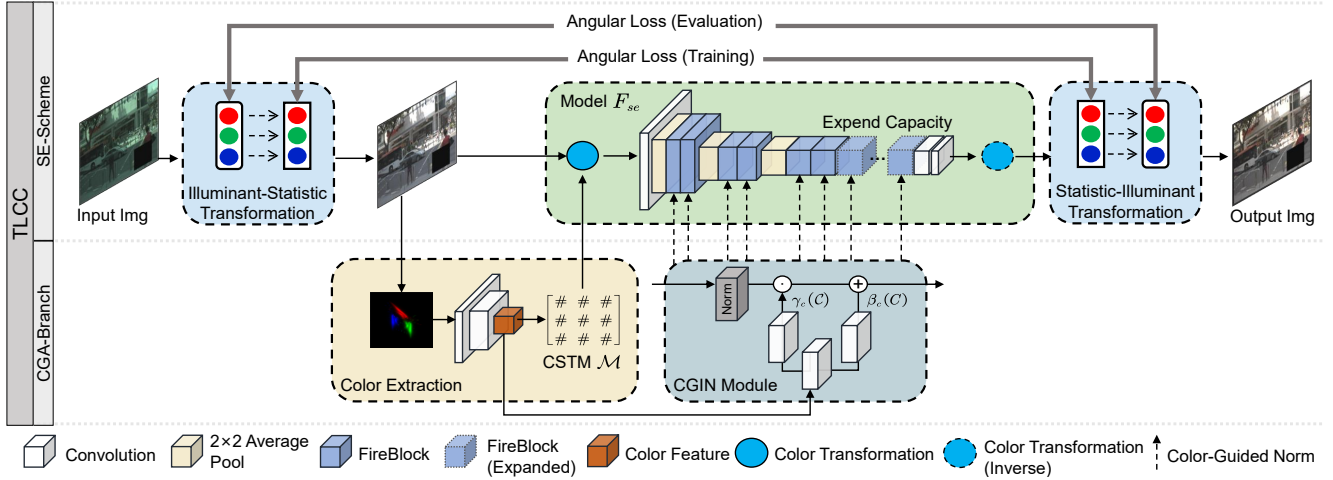 TLCC
SE-Scheme
CGA-Branch
Angular Loss (Evaluation)
Angular Loss (Training)
Input Img
Illuminant-Statistic
Transformation
Model F_se
Expend Capacity
...
Statistic-Illuminant
Transformation
Output Img
# # #
# # #
# # #
CSTM ℳ
Color Extraction
Norm
γ_c(𝒞)
β_c(C)
CGIN Module
Convolution
2×2 Average
Pool
FireBlock
FireBlock
(Expanded)
Color Feature
Color Transformation
Color Transformation
(Inverse)
Color-Guided Norm